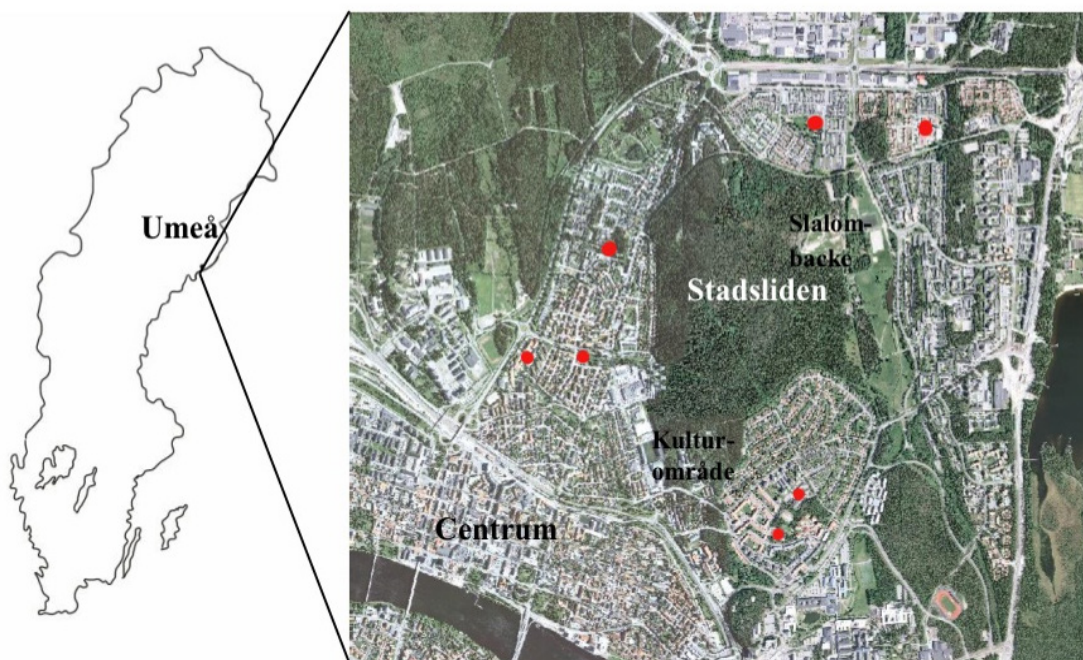 Umeå
Slalom-
backe
Stadsliden
Kultur-
område
Centrum